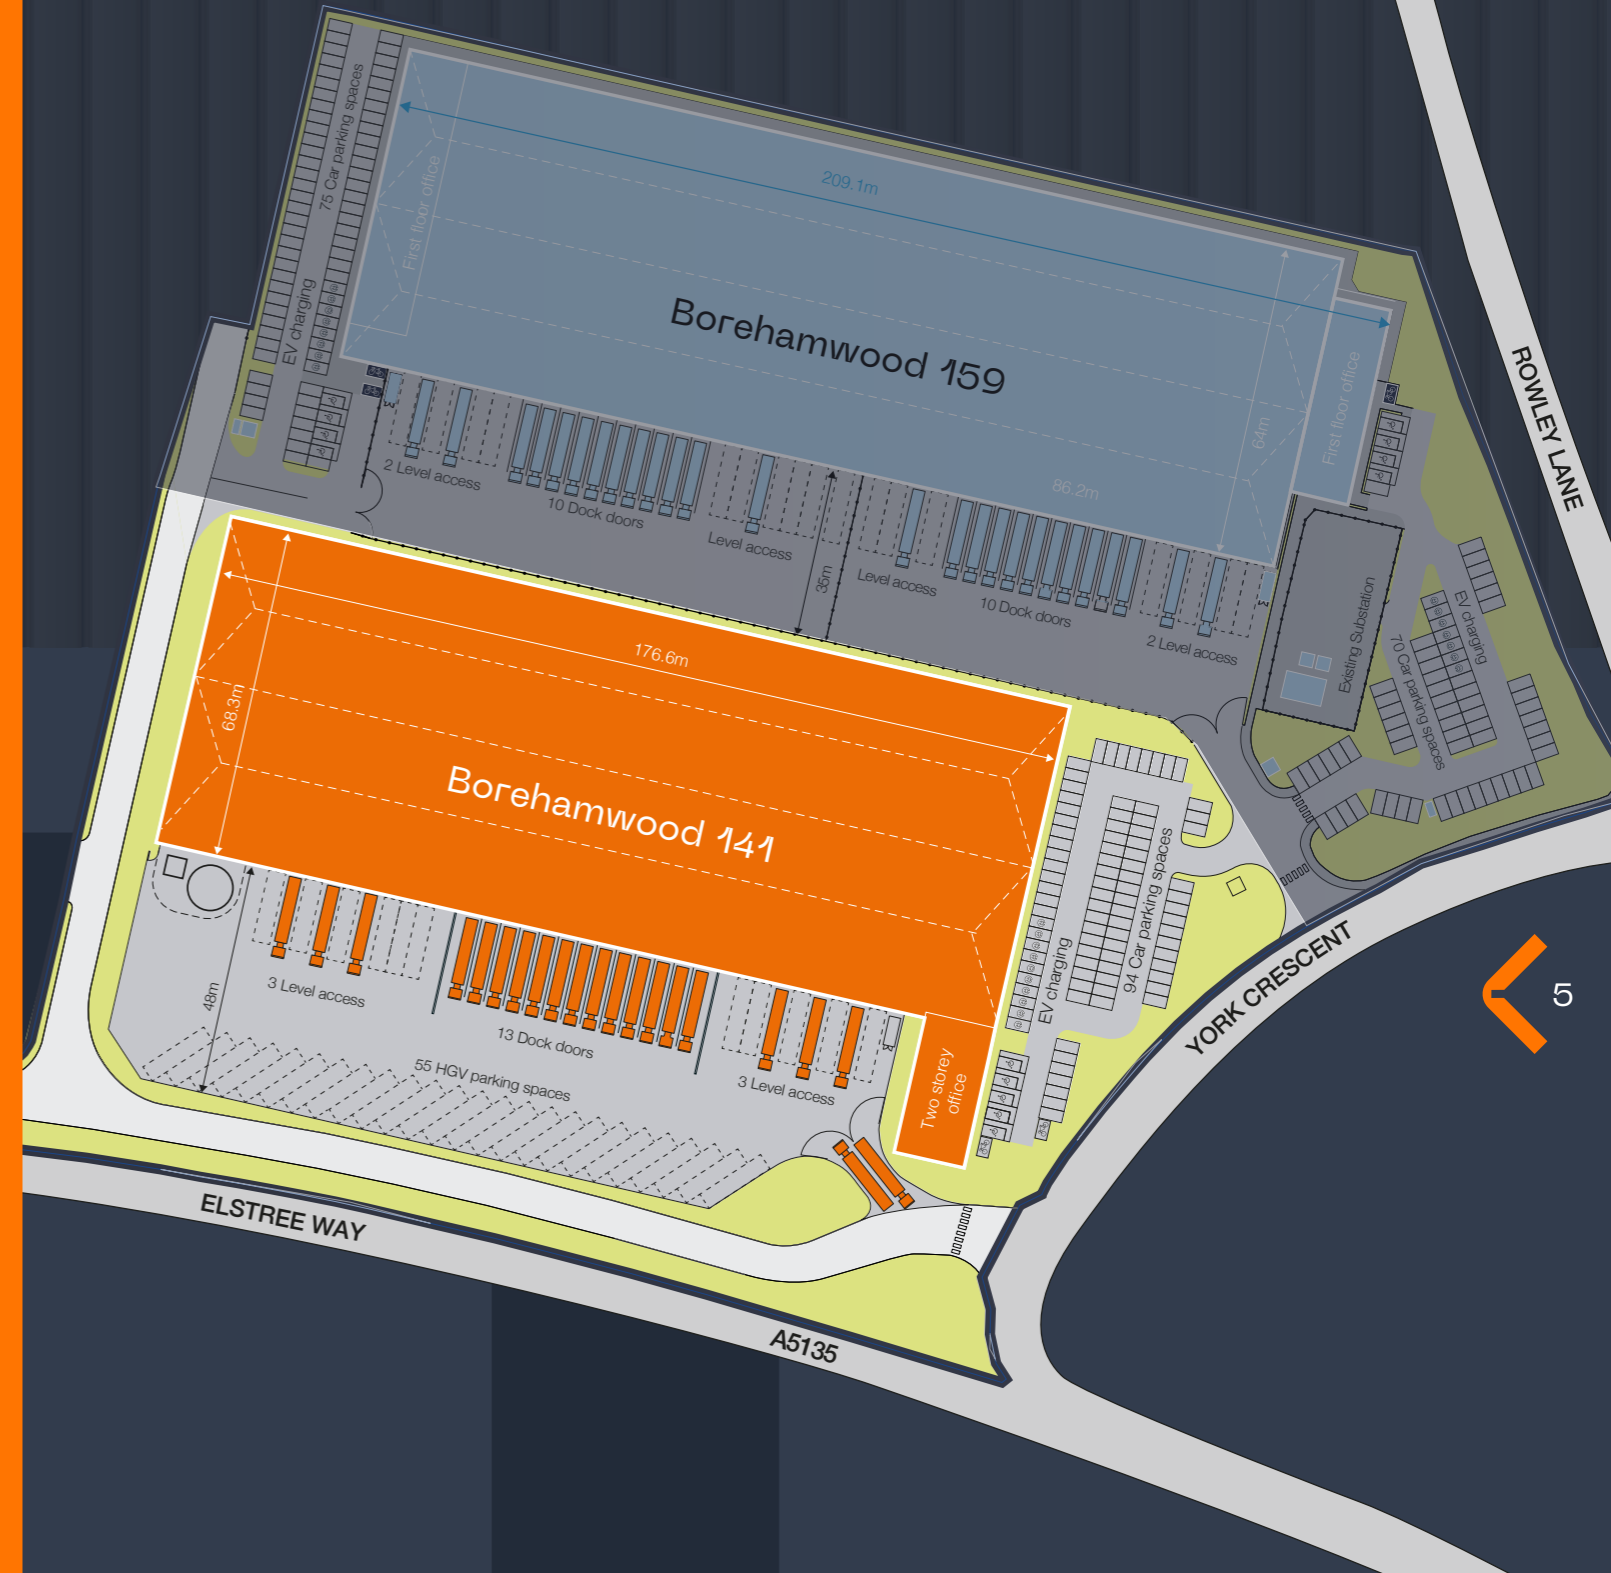 75 Car parking spaces
EV charging
First floor office
209.1m
Borehamwood 159
64m
First floor office
86.2m
ROWLEY LANE
2 Level access
10 Dock doors
Level access
35m
Level access
10 Dock doors
2 Level access
Existing Substation
EV charging
70 Car parking spaces
176.6m
68.3m
Borehamwood 141
94 Car parking spaces
EV charging
YORK CRESCENT
5
48m
3 Level access
13 Dock doors
55 HGV parking spaces
3 Level access
Two storey
office
ELSTREE WAY
A5135